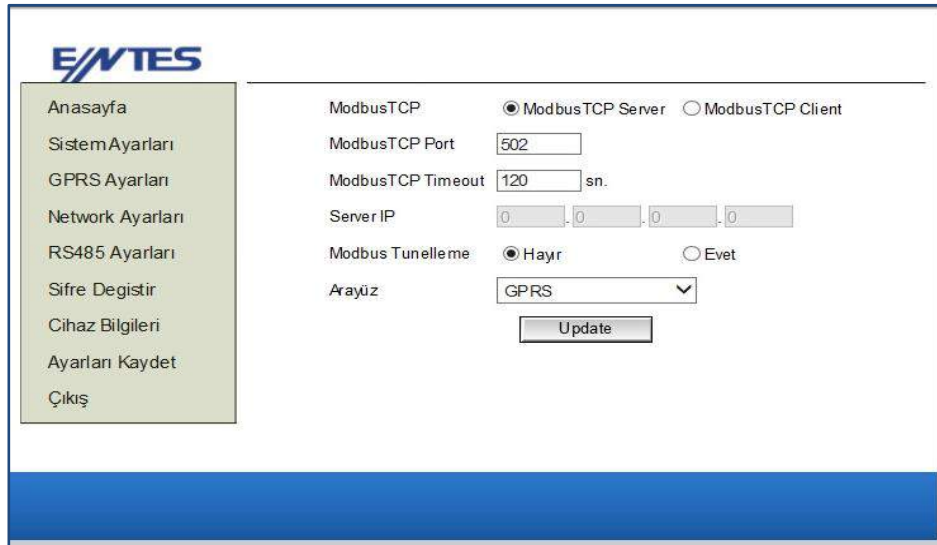 ENTES
Anasayfa
Sistem Ayarları
GPRS Ayarları
Network Ayarları
RS485 Ayarları
Sifre Degistir
Cihaz Bilgileri
Ayarları Kaydet
Çıkış
ModbusTCP ModbusTCP Server ModbusTCP Client
ModbusTCP Port 502
ModbusTCP Timeout 120 sn.
Server IP 0 . 0 . 0 . 0
Modbus Tunelleme Hayır Evet
Arayüz GPRS
Update